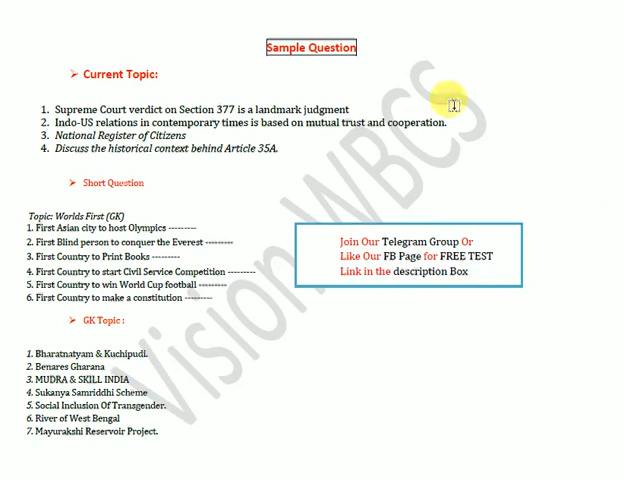 Sample Question
➢ Current Topic:
1. Supreme Court verdict on Section 377 is a landmark judgment
2. Indo-US relations in contemporary times is based on mutual trust and cooperation.
3. National Register of Citizens
4. Discuss the historical context behind Article 35A.
➢ Short Question
Topic: Worlds First (GK)
1. First Asian city to host Olympics ---------
2. First Blind person to conquer the Everest ---------
3. First Country to Print Books ---------
4. First Country to start Civil Service Competition ---------
5. First Country to win World Cup football ---------
6. First Country to make a constitution ---------
Join Our Telegram Group Or
Like Our FB Page for FREE TEST
Link in the description Box
➢ GK Topic :
1. Bharatnatyam & Kuchipudi.
2. Benares Gharana
3. MUDRA & SKILL INDIA
4. Sukanya Samriddhi Scheme
5. Social Inclusion Of Transgender.
6. River of West Bengal
7. Mayurakshi Reservoir Project.
Vision WBCS